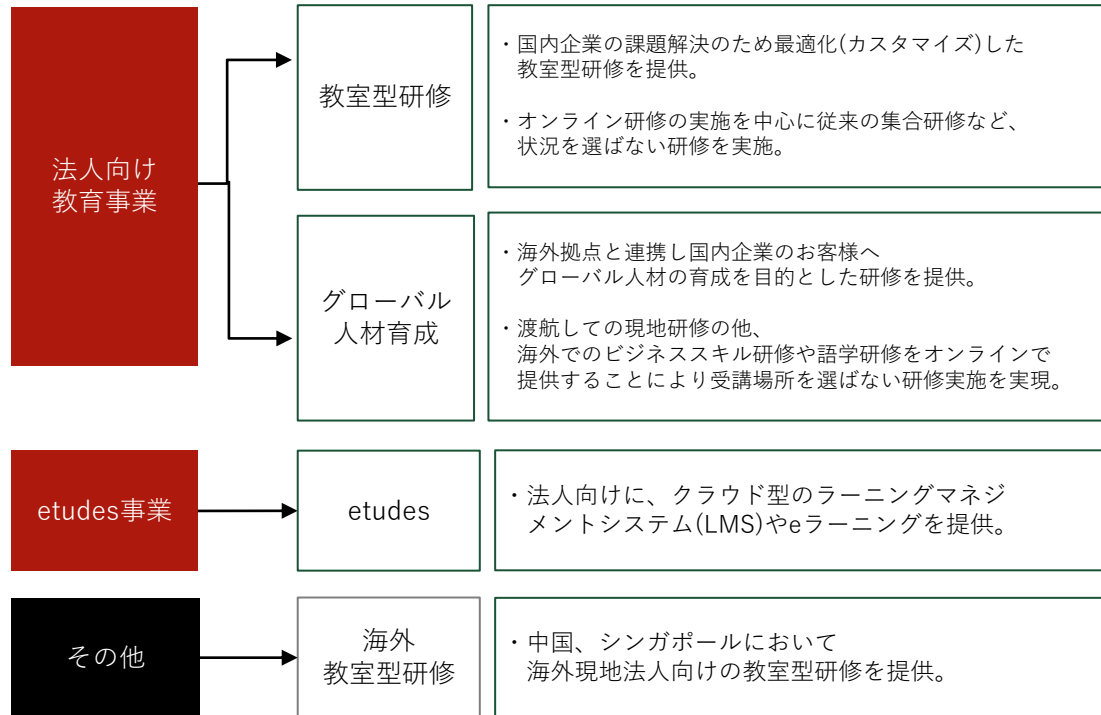 法人向け
教育事業
教室型研修
・国内企業の課題解決のため最適化(カスタマイズ)した
教室型研修を提供。
・オンライン研修の実施を中心に従来の集合研修など、
状況を選ばない研修を実施。
グローバル
人材育成
・海外拠点と連携し国内企業のお客様へ
グローバル人材の育成を目的とした研修を提供。
・渡航しての現地研修の他、
海外でのビジネススキル研修や語学研修をオンラインで
提供することにより受講場所を選ばない研修実施を実現。
etudes事業
etudes
・法人向けに、クラウド型のラーニングマネジ
メントシステム(LMS)やeラーニングを提供。
その他
海外
教室型研修
・中国、シンガポールにおいて
海外現地法人向けの教室型研修を提供。